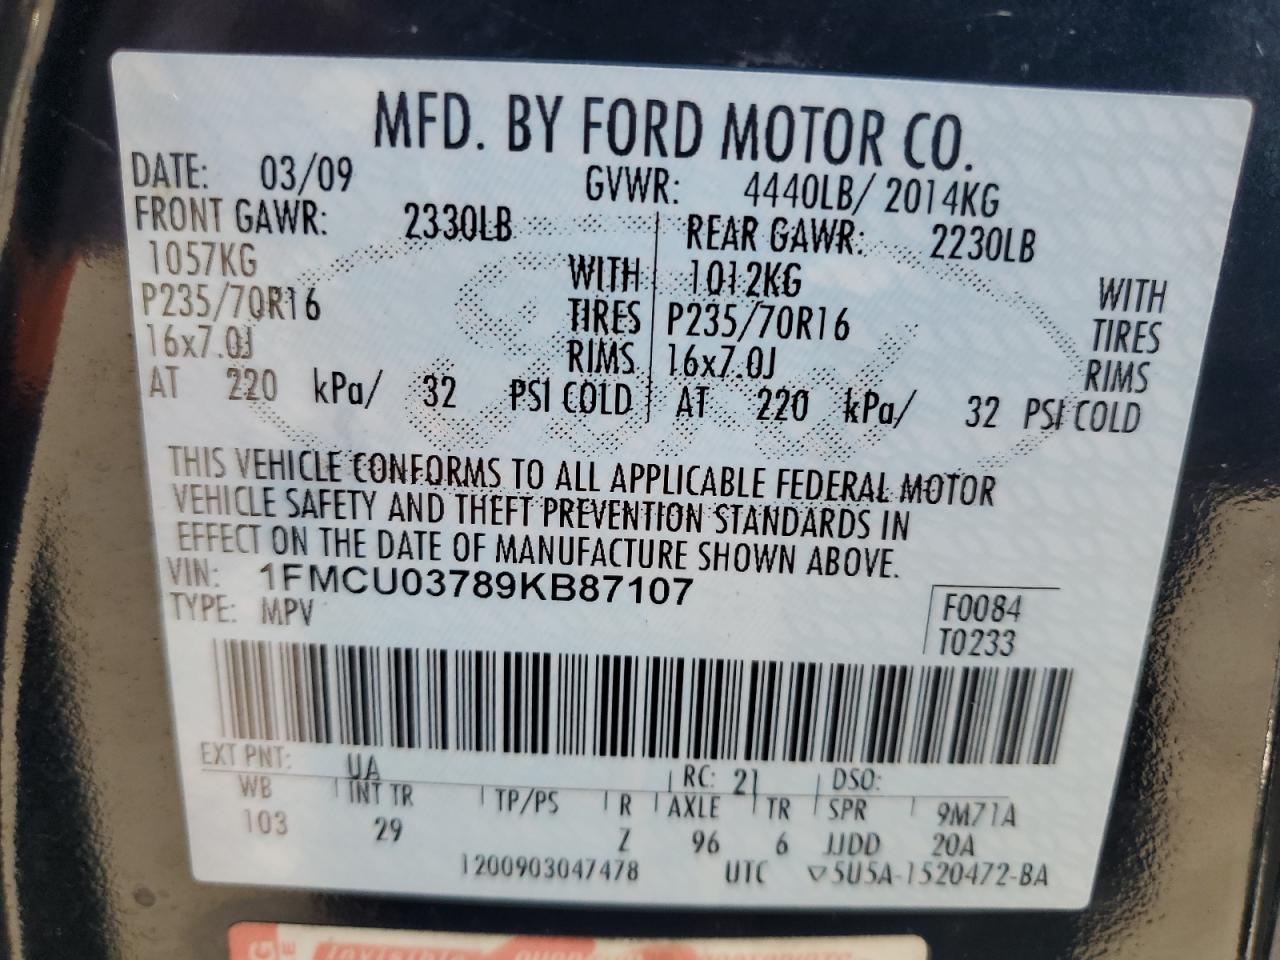 MFD. BY FORD MOTOR CO.
DATE: 03/09 GVWR: 4440LB/ 2014KG
FRONT GAWR: 2330LB REAR GAWR: 2230LB
1057KG WITH 1012KG WITH
P235/70R16 TIRES P235/70R16 TIRES
16x7.0J RIMS 16x7.0J RIMS
AT 220 kPa/ 32 PSI COLD AT 220 kPa/ 32 PSI COLD
THIS VEHICLE CONFORMS TO ALL APPLICABLE FEDERAL MOTOR
VEHICLE SAFETY AND THEFT PREVENTION STANDARDS IN
EFFECT ON THE DATE OF MANUFACTURE SHOWN ABOVE.
VIN: 1FMCU03789KB87107
TYPE: MPV
F0084
T0233
EXT PNT: UA RC: 21 DSO:
WB INT TR TP/PS R AXLE TR SPR 9M71A
103 29 Z 96 6 JJDD 20A
1200903047478 UTC ▽5U5A-1520472-BA